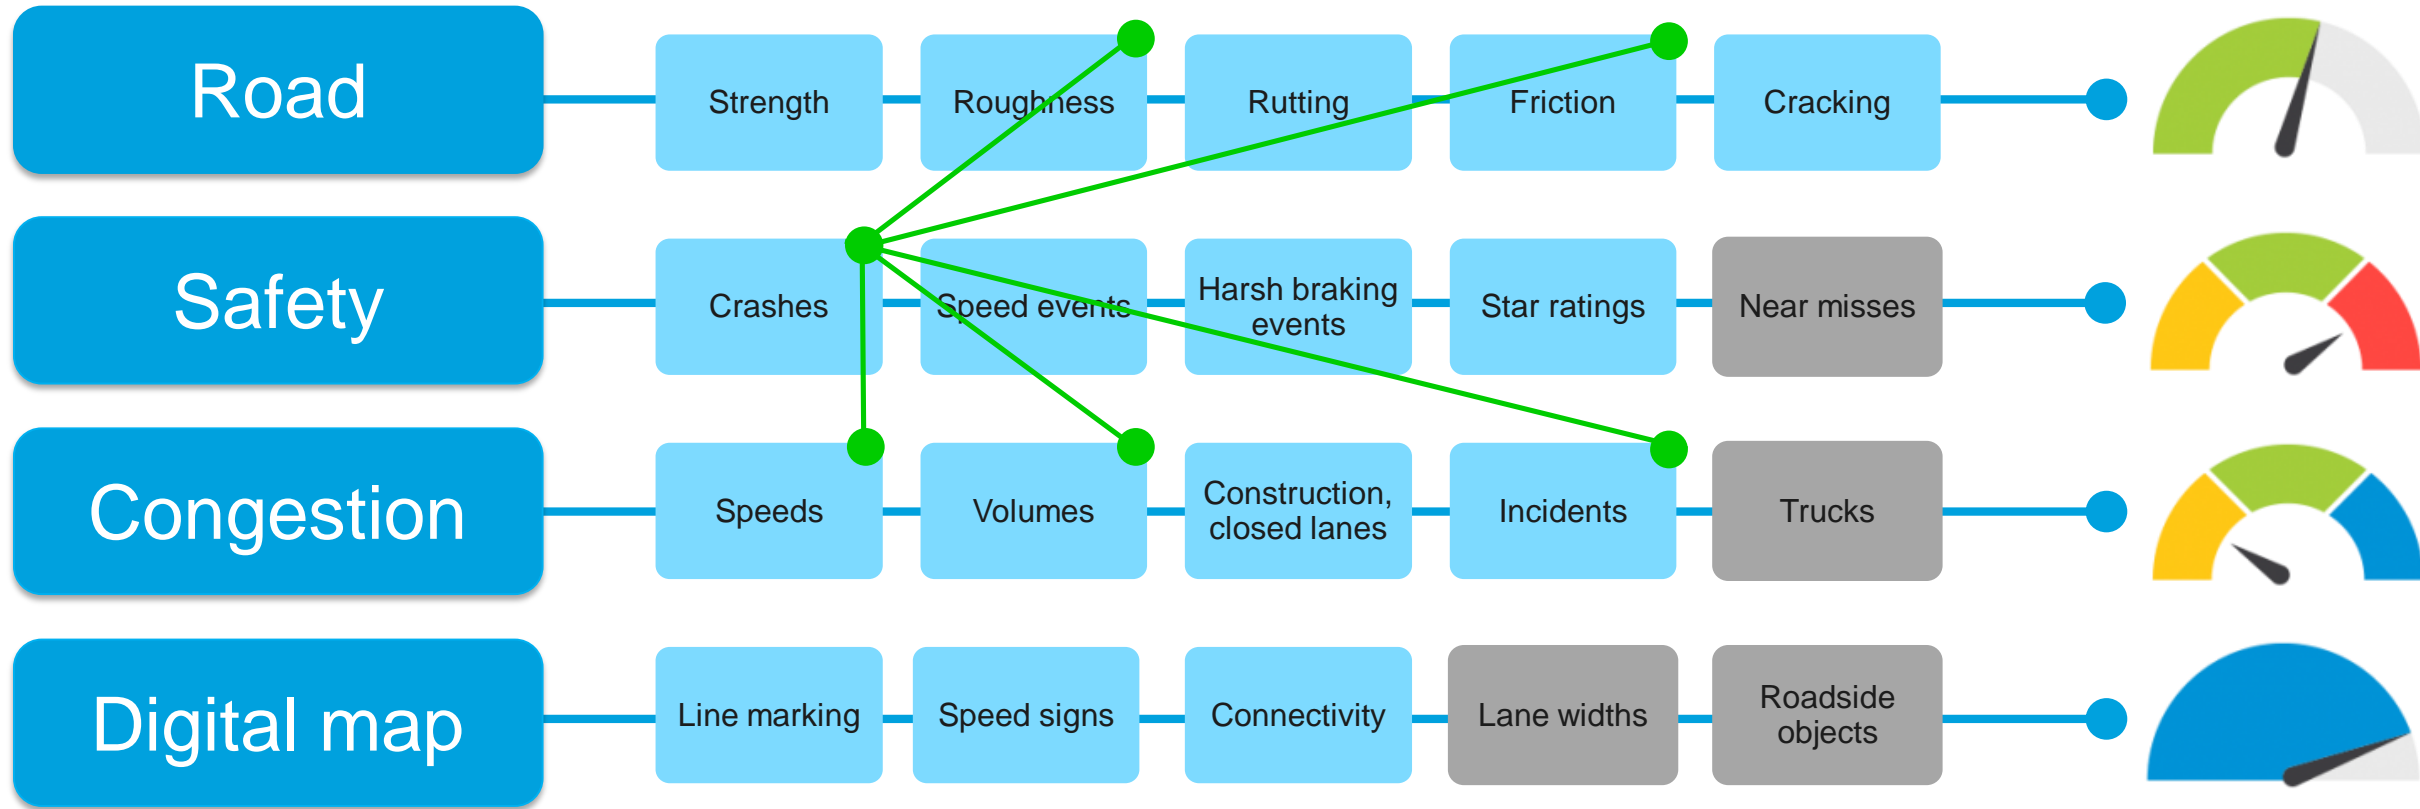 Road
Strength
Roughness
Rutting
Friction
Cracking
Safety
Crashes
Speed events
Harsh braking
events
Star ratings
Near misses
Congestion
Speeds
Volumes
Construction,
closed lanes
Incidents
Trucks
Digital map
Line marking
Speed signs
Connectivity
Lane widths
Roadside
objects